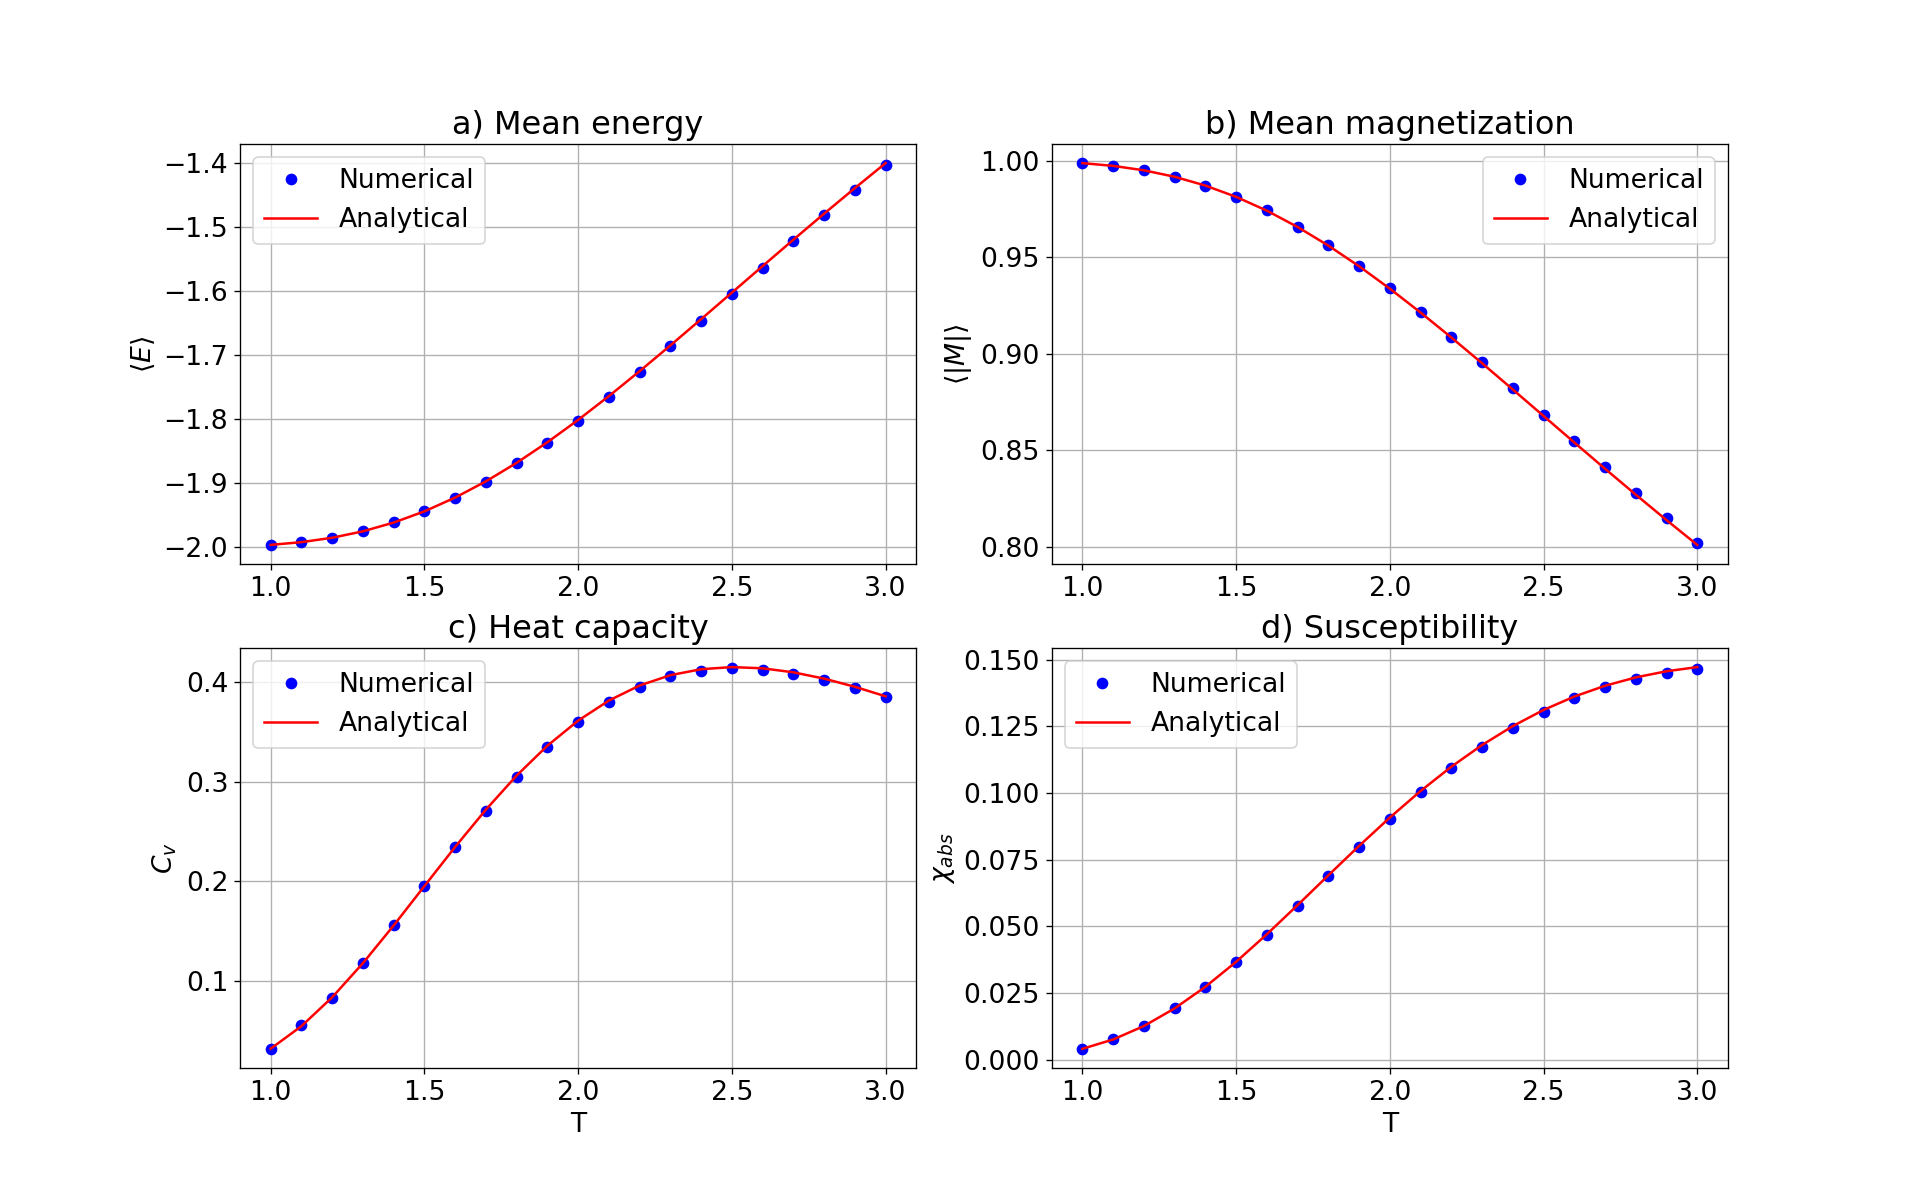 a) Mean energy
Numerical
Analytical
⟨E⟩
−1.4
−1.5
−1.6
−1.7
−1.8
−1.9
−2.0
1.0 1.5 2.0 2.5 3.0
b) Mean magnetization
Numerical
Analytical
⟨|M|⟩
1.00
0.95
0.90
0.85
0.80
1.0 1.5 2.0 2.5 3.0
c) Heat capacity
Numerical
Analytical
Cᵥ
0.4
0.3
0.2
0.1
1.0 1.5 2.0 2.5 3.0
T
d) Susceptibility
Numerical
Analytical
χabs
0.150
0.125
0.100
0.075
0.050
0.025
0.000
1.0 1.5 2.0 2.5 3.0
T